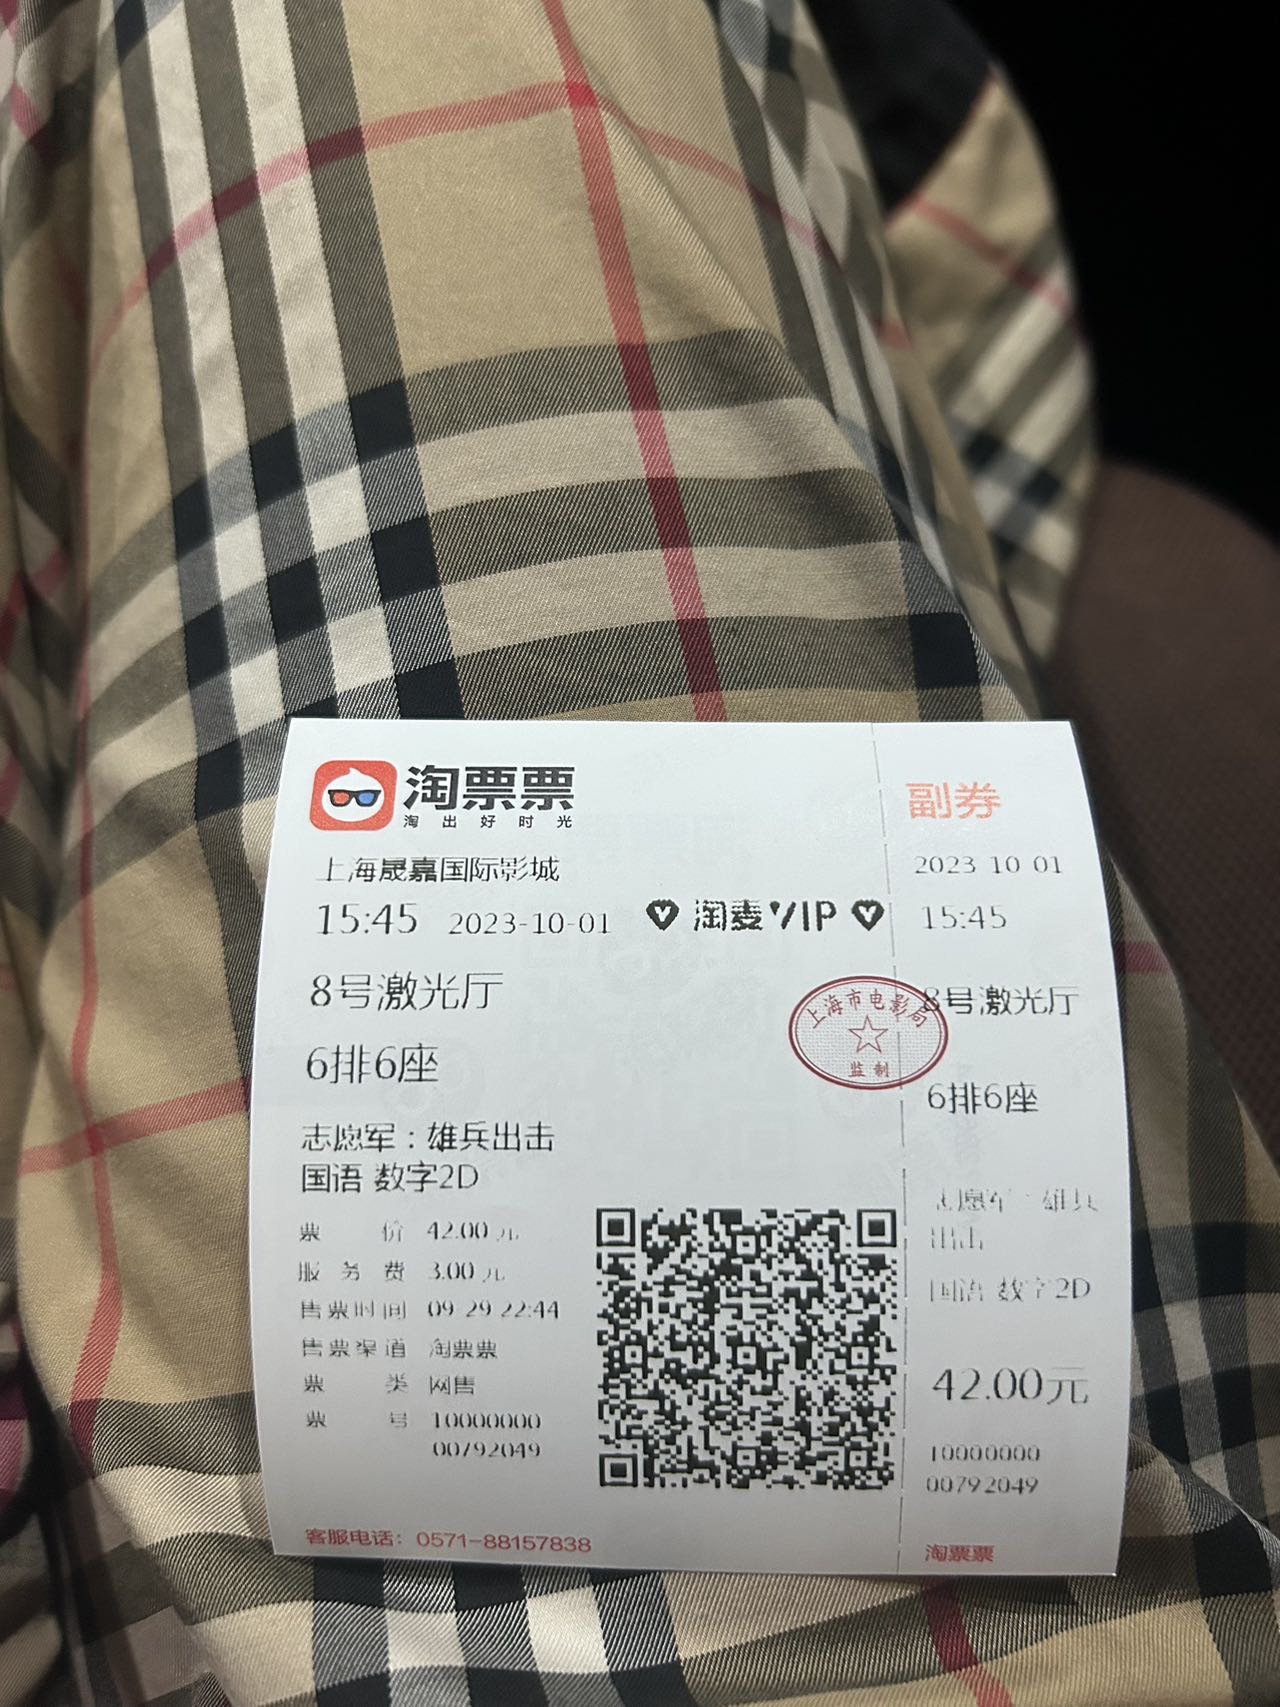 淘票票
淘出好时光
上海晟嘉国际影城
15:45 2023-10-01 淘麦VIP
8号激光厅
6排6座
志愿军：雄兵出击
国语 数字2D
票价 42.00 元
服务费 3.00 元
售票时间 09-29 22:44
售票渠道 淘票票
票类 网售
票号 10000000
00792049
客服电话：0571-88157838
上海市电影局
监制
副券
2023-10-01
15:45
8号激光厅
6排6座
志愿军：雄兵
出击
国语 数字2D
42.00元
10000000
00792049
淘票票